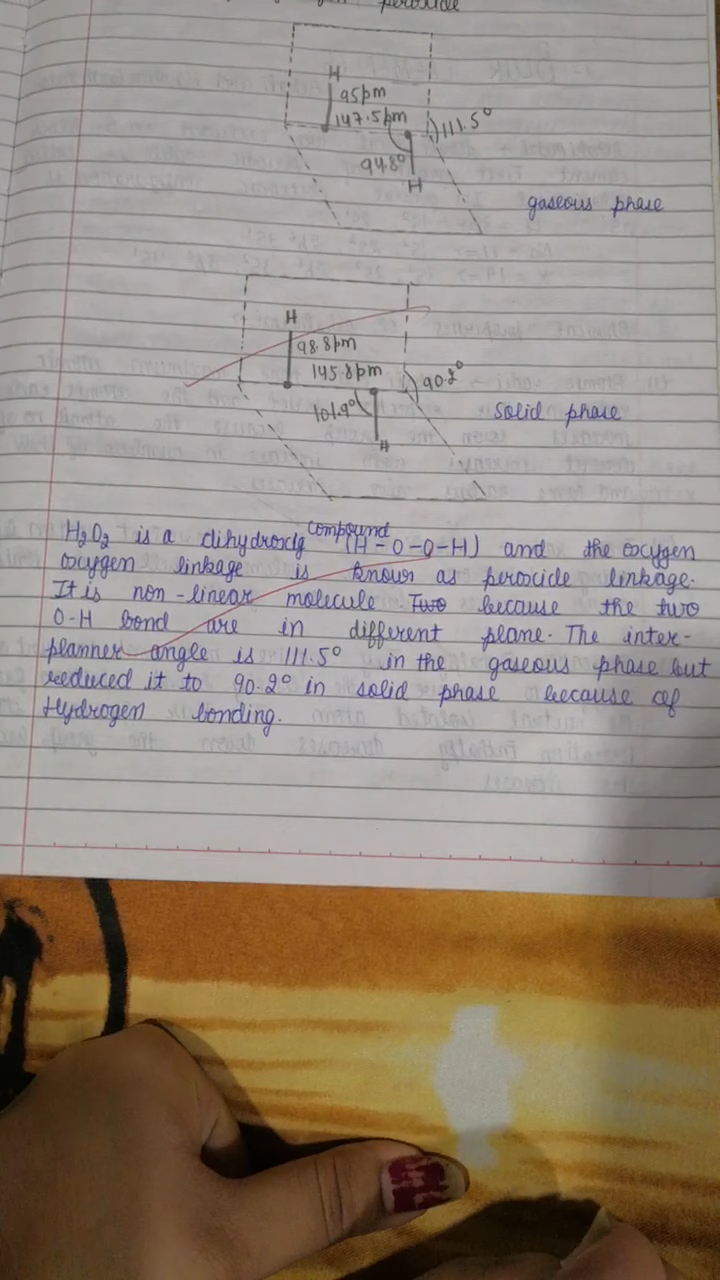 peroxide
H
95pm
147.5pm
111.5°
94.8°
H
gaseous phase
H
98.8pm
145.8pm
90.2°
101.9°
solid phase
H
compound
H2O2 is a dihydroxy (H-O-O-H) and the oxygen
oxygen linkage is known as peroxide linkage.
It is non-linear molecule Two because the two
O-H bond are in different plane. The inter-
planner angle is 111.5° in the gaseous phase but
reduced it to 90.2° in solid phase because of
Hydrogen bonding.